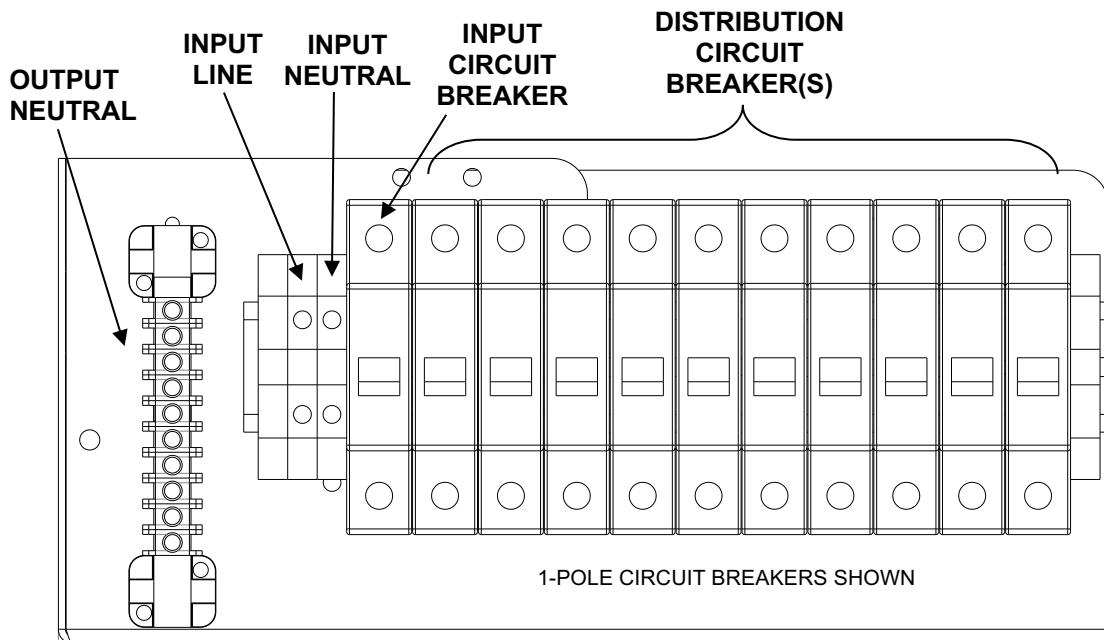 OUTPUT
NEUTRAL
INPUT
LINE
INPUT
NEUTRAL
INPUT
CIRCUIT
BREAKER
DISTRIBUTION
CIRCUIT
BREAKER(S)
1-POLE CIRCUIT BREAKERS SHOWN